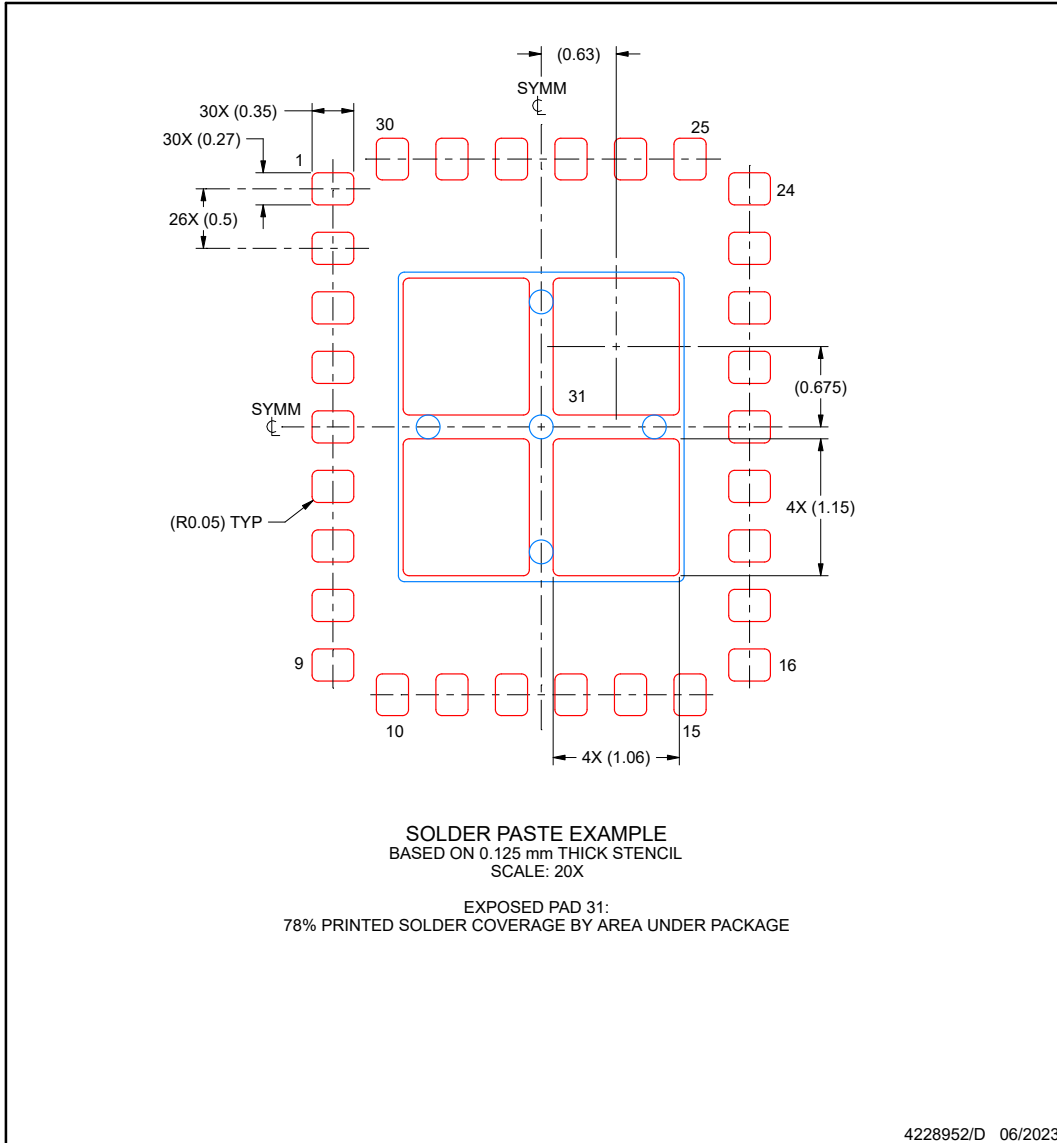 (0.63)
SYMM
℄
30X (0.35)
30
25
30X (0.27)
1
24
26X (0.5)
31
(0.675)
SYMM
℄
4X (1.15)
(R0.05) TYP
9
16
10
15
4X (1.06)
SOLDER PASTE EXAMPLE
BASED ON 0.125 mm THICK STENCIL
SCALE: 20X
EXPOSED PAD 31:
78% PRINTED SOLDER COVERAGE BY AREA UNDER PACKAGE
4228952/D 06/2023